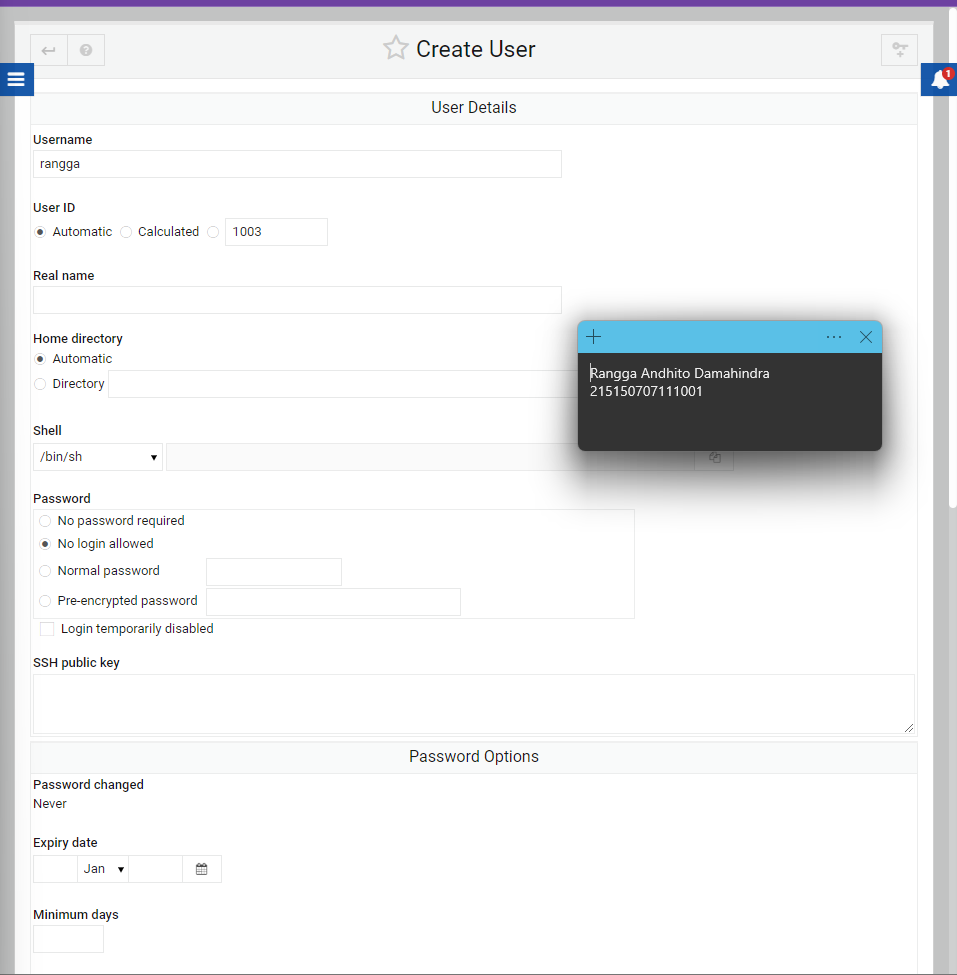 Create User
1
User Details
Username
rangga
User ID
Automatic Calculated 1003
Real name
Home directory
Automatic
Directory
Rangga Andhito Damahindra
215150707111001
Shell
/bin/sh
Password
No password required
No login allowed
Normal password
Pre-encrypted password
Login temporarily disabled
SSH public key
Password Options
Password changed
Never
Expiry date
Jan
Minimum days